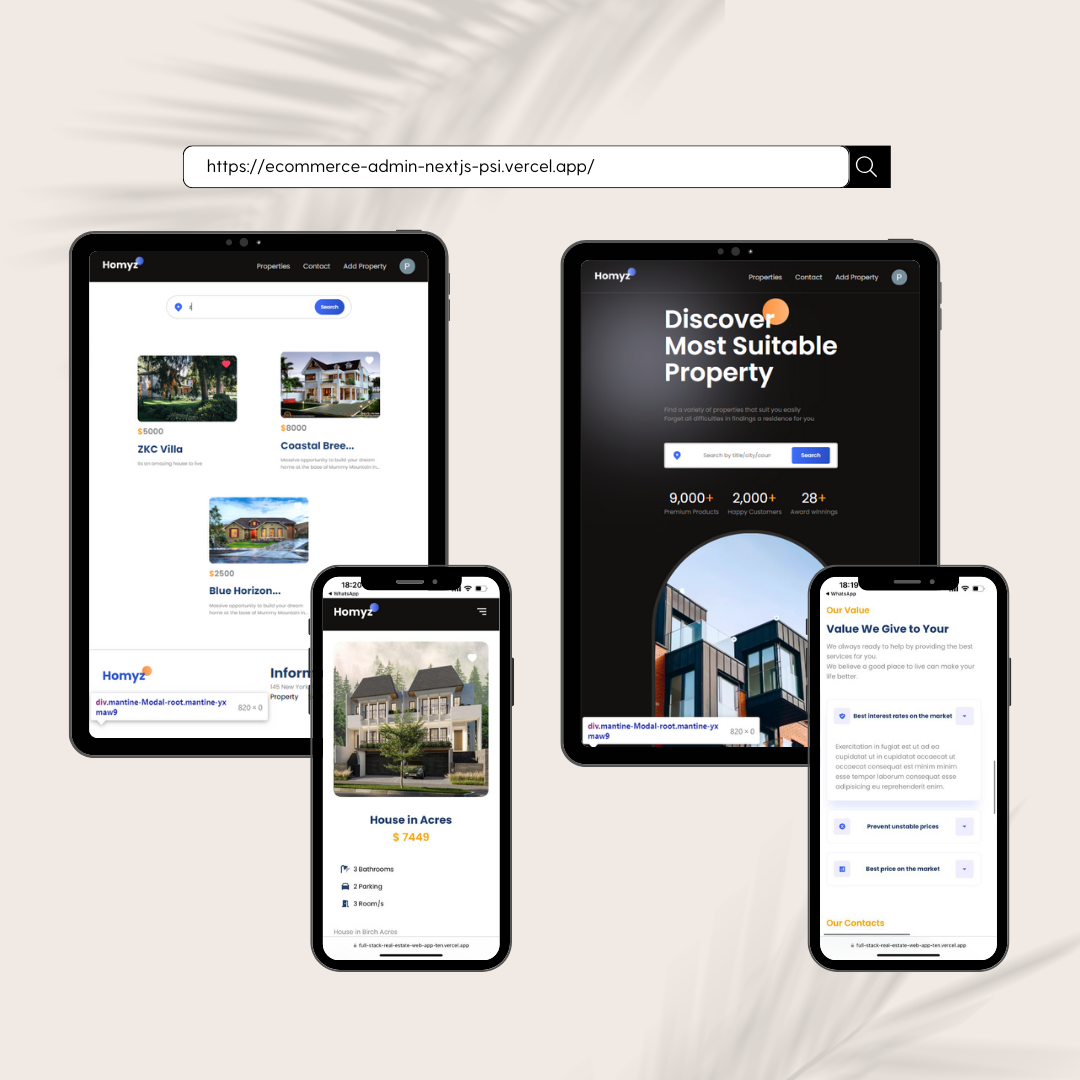 https://ecommerce-admin-nextjs-psi.vercel.app/
Homyz
Properties Contact Add Property P
Search
$5000
ZKC Villa
Its an amazing house to live
$8000
Coastal Bree...
Massive opportunity to build your dream
home at the base of Mummy Mountain in...
$2500
Blue Horizon...
Massive opportunity to build your dream
home at the base of Mummy Mountain in...
Homyz
Inform
145 New York
Property
div.mantine-Modal-root.mantine-yx
maw9
820 × 0
18:20
WhatsApp
Homyz
House in Acres
$ 7449
3 Bathrooms
2 Parking
3 Room/s
House in Birch Acres
full-stack-real-estate-web-app-ten.vercel.app
Homyz
Properties Contact Add Property P
Discover
Most Suitable
Property
Find a variety of properties that suit you easily
Forget all difficulties in findings a residence for you
Search by title/city/coun
Search
9,000+ 2,000+ 28+
Premium Products Happy Customers Award winnings
div.mantine-Modal-root.mantine-yx
maw9
820 × 0
18:19
WhatsApp
Our Value
Value We Give to Your
We always ready to help by providing the best
services for you.
We believe a good place to live can make your
life better.
Best interest rates on the market
Exercitation in fugiat est ut ad ea
cupidatat ut in cupidatat occaecat ut
occaecat consequat est minim minim
esse tempor laborum consequat esse
adipisicing eu reprehenderit enim.
Prevent unstable prices
Best price on the market
Our Contacts
full-stack-real-estate-web-app-ten.vercel.app